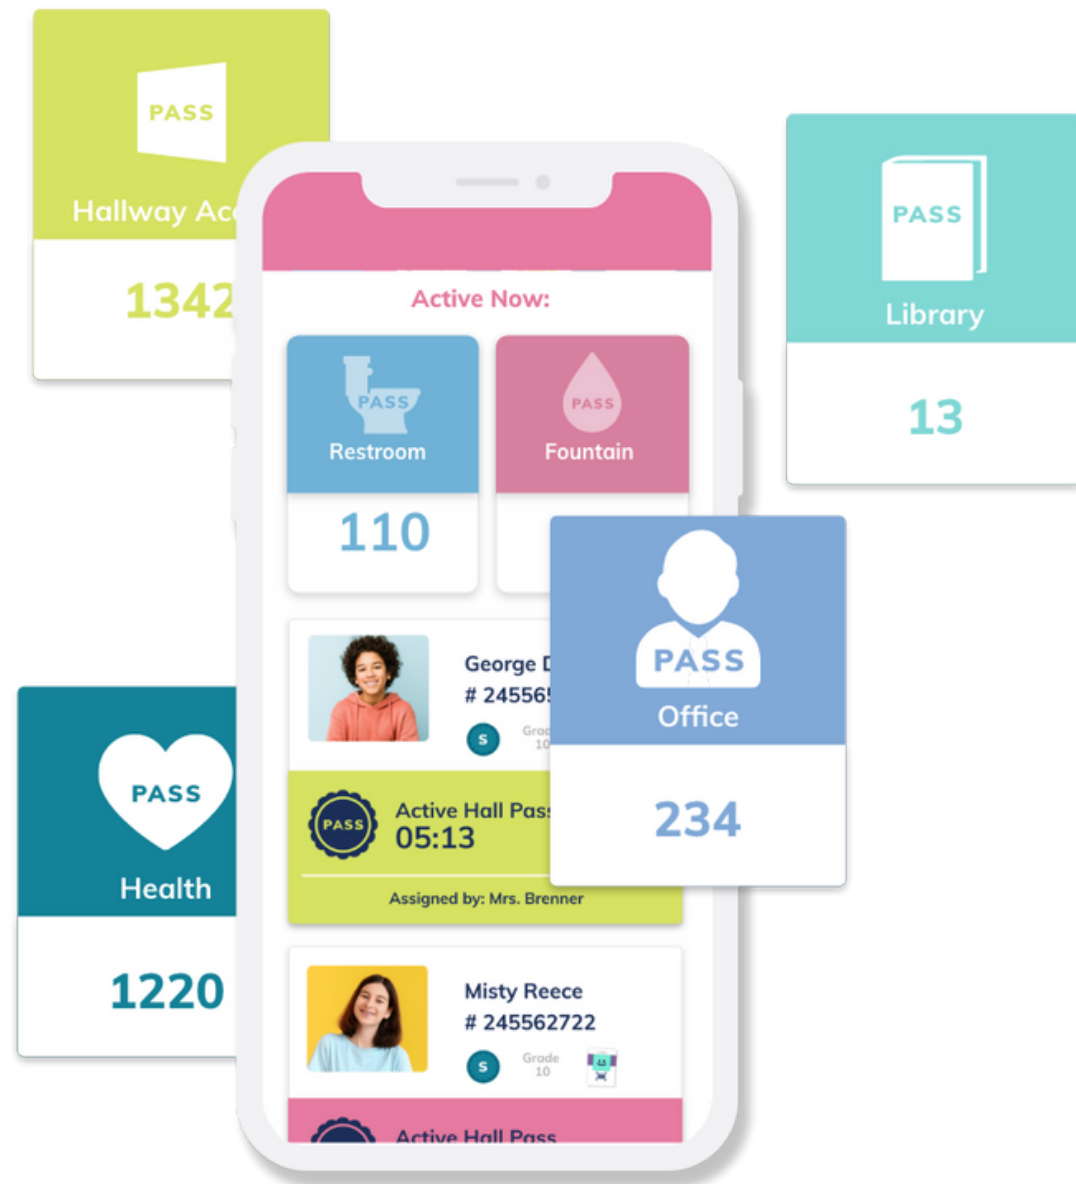 PASS
Hallway
1342
PASS
Library
13
Active Now:
PASS
Restroom
110
PASS
Fountain
George
#
S
10
PASS
Active Hall Pass
05:13
Assigned by: Mrs. Brenner
PASS
Office
234
PASS
Health
1220
Misty Reece
# 245562722
S
Grade
10
PASS
Active Hall Pass